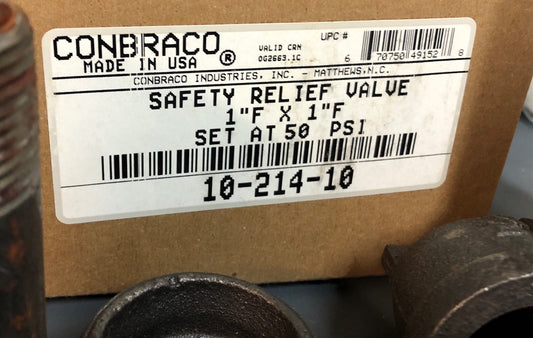 CONBRACO®
MADE IN USA
VALID CRN
OG2663.1C
UPC #
6 70750 49152 8
CONBRACO INDUSTRIES, INC. - MATTHEWS, N.C.
SAFETY RELIEF VALVE
1"F X 1"F
SET AT 50 PSI
10-214-10